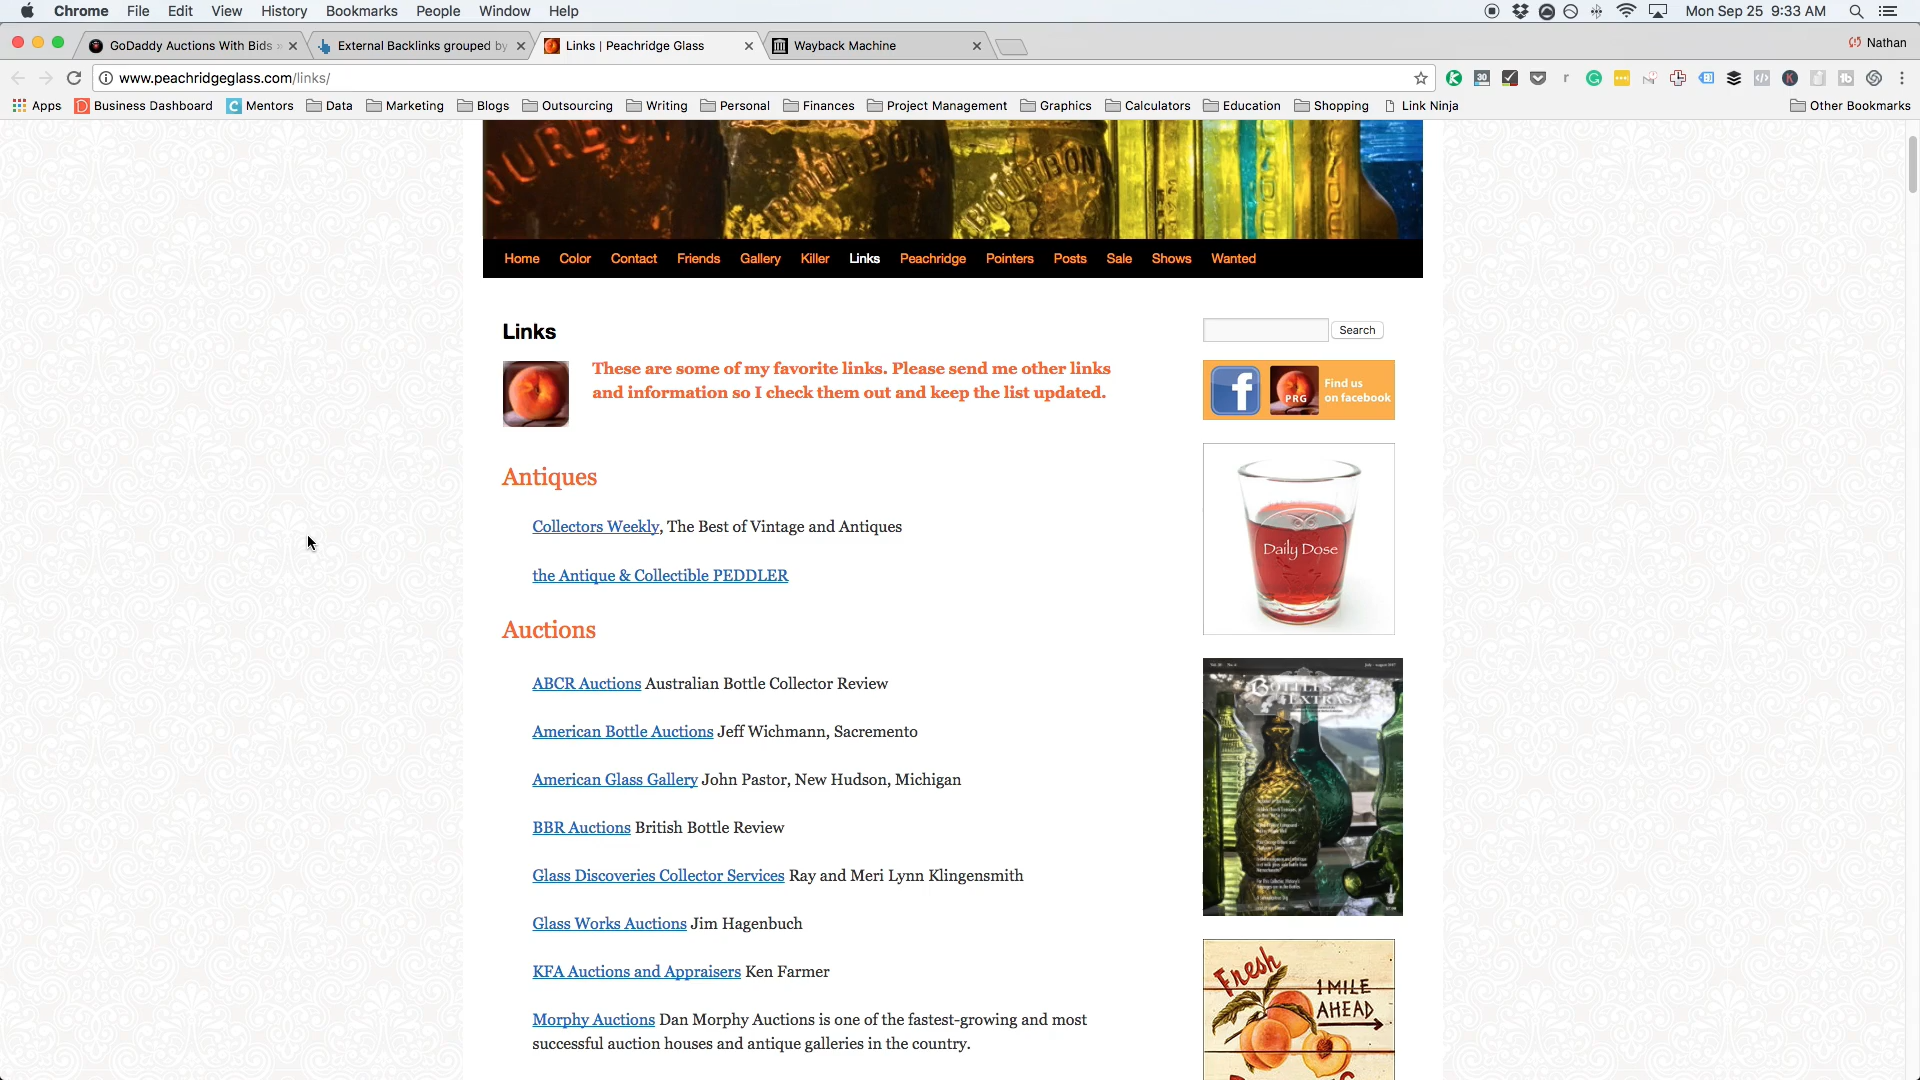 Chrome File Edit View History Bookmarks People Window Help
Mon Sep 25 9:33 AM
GoDaddy Auctions With Bids
External Backlinks grouped by
Links | Peachridge Glass
Wayback Machine
Nathan
www.peachridgeglass.com/links/
Apps Business Dashboard Mentors Data Marketing Blogs Outsourcing Writing Personal Finances Project Management Graphics Calculators Education Shopping Link Ninja Other Bookmarks
BOURBON
BOURBON
Home Color Contact Friends Gallery Killer Links Peachridge Pointers Posts Sale Shows Wanted
Links
Search
These are some of my favorite links. Please send me other links
and information so I check them out and keep the list updated.
Find us
on facebook
PRG
Antiques
Collectors Weekly, The Best of Vintage and Antiques
the Antique & Collectible PEDDLER
Daily Dose
Auctions
ABCR Auctions Australian Bottle Collector Review
American Bottle Auctions Jeff Wichmann, Sacremento
American Glass Gallery John Pastor, New Hudson, Michigan
BBR Auctions British Bottle Review
Glass Discoveries Collector Services Ray and Meri Lynn Klingensmith
Glass Works Auctions Jim Hagenbuch
KFA Auctions and Appraisers Ken Farmer
Morphy Auctions Dan Morphy Auctions is one of the fastest-growing and most
successful auction houses and antique galleries in the country.
Bottles
Extras
Fresh
1 MILE
AHEAD